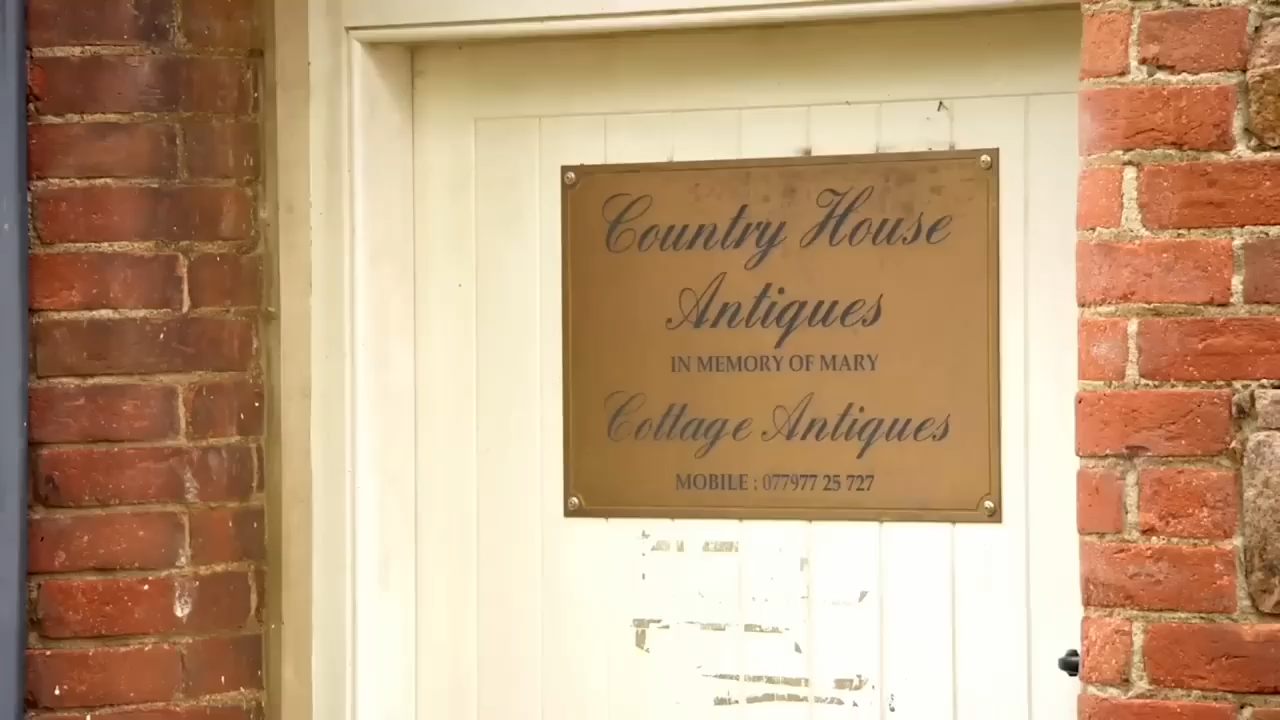 Country House
Antiques
IN MEMORY OF MARY
Cottage Antiques
MOBILE : 077977 25 727